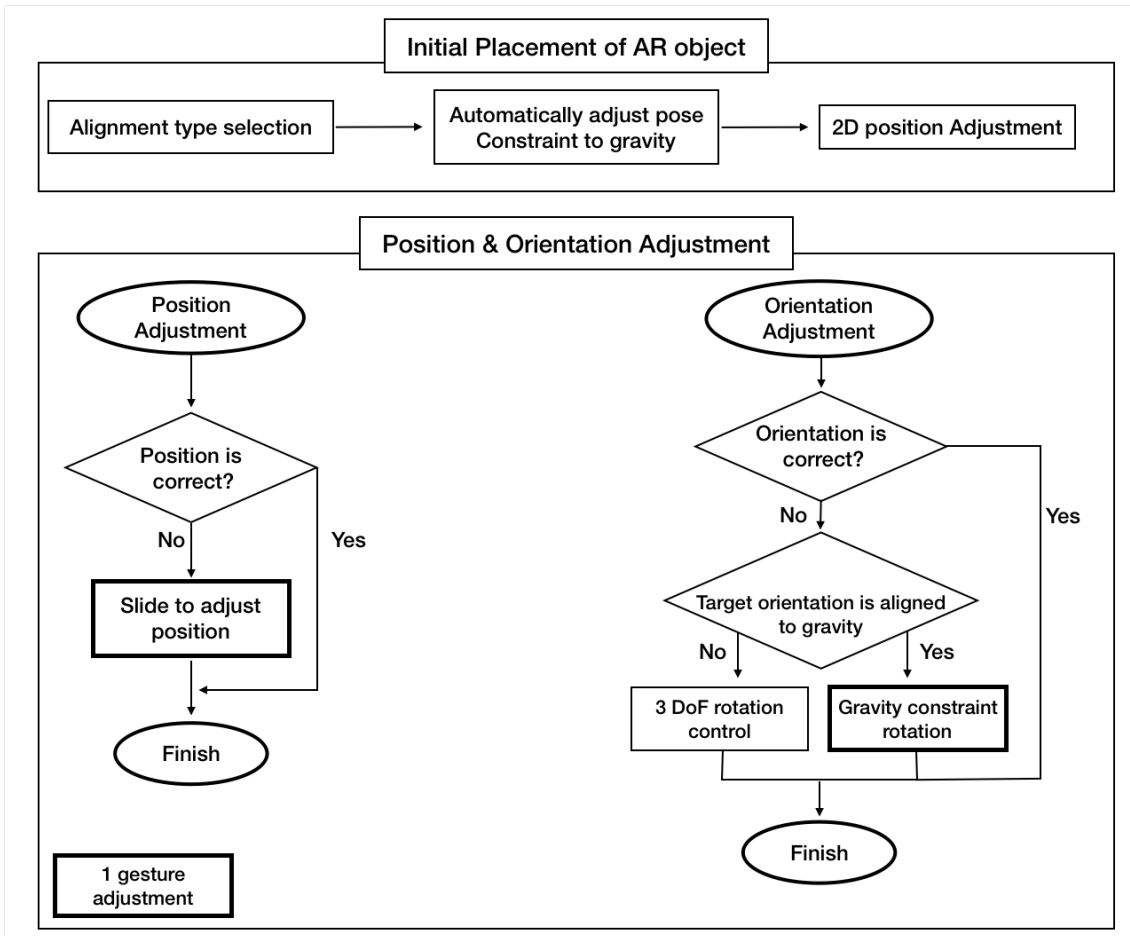 Initial Placement of AR object
Alignment type selection
Automatically adjust pose
Constraint to gravity
2D position Adjustment
Position & Orientation Adjustment
Position
Adjustment
Position is
correct?
No
Yes
Slide to adjust
position
Finish
1 gesture
adjustment
Orientation
Adjustment
Orientation is
correct?
No
Yes
Target orientation is aligned
to gravity
No
Yes
3 DoF rotation
control
Gravity constraint
rotation
Finish